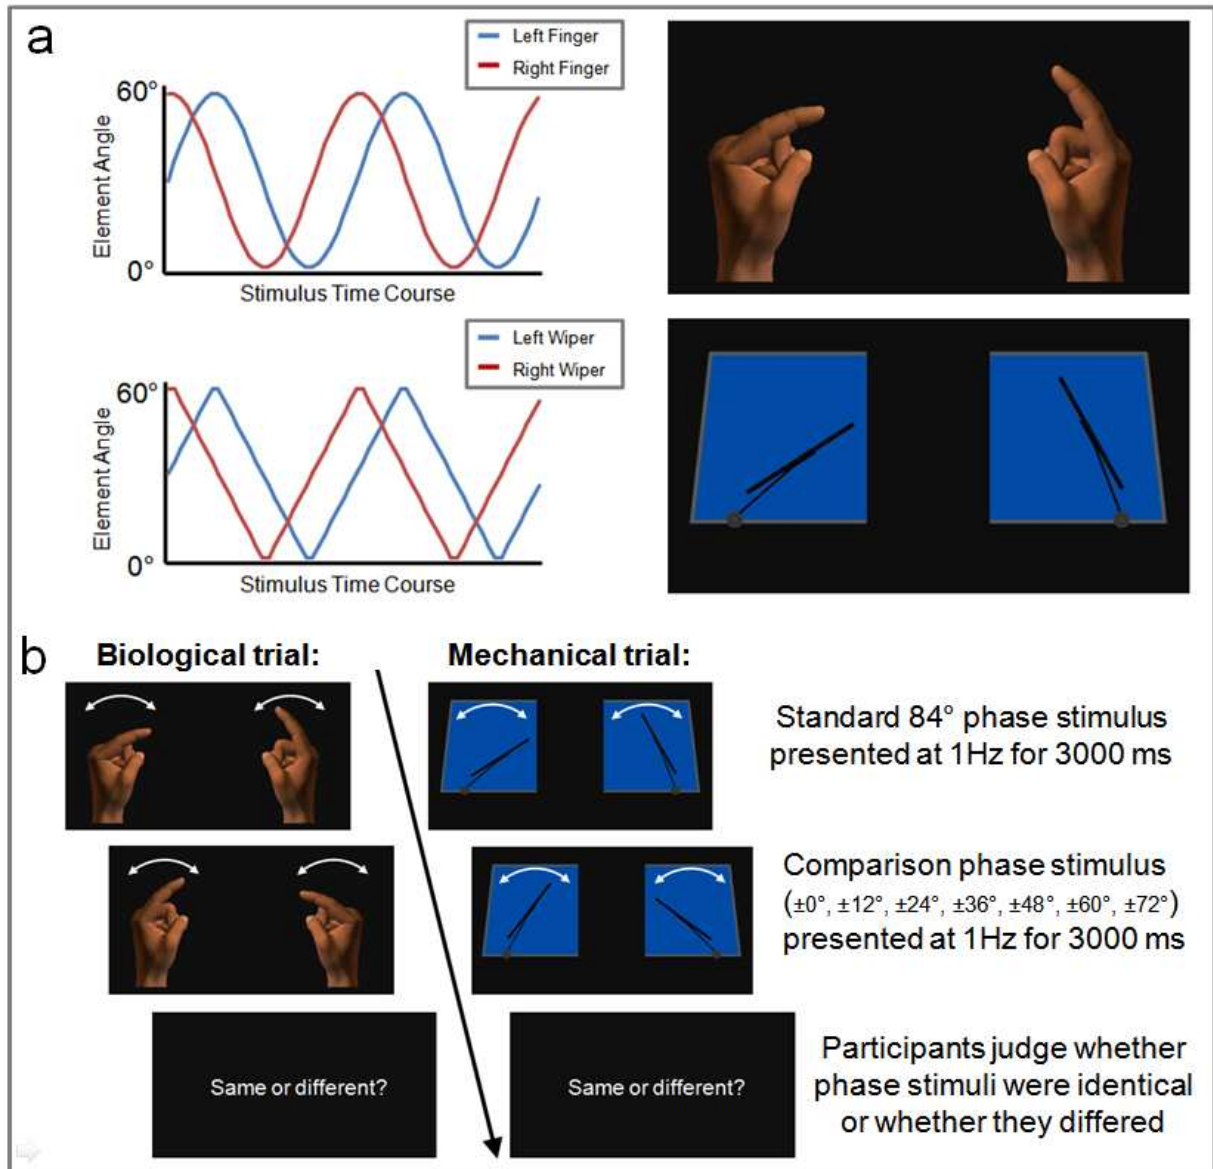 a
Left Finger
Right Finger
60°
Element Angle
0°
Stimulus Time Course
Left Wiper
Right Wiper
60°
Element Angle
0°
Stimulus Time Course
b
Biological trial:
Mechanical trial:
Standard 84° phase stimulus
presented at 1Hz for 3000 ms
Comparison phase stimulus
(±0°, ±12°, ±24°, ±36°, ±48°, ±60°, ±72°)
presented at 1Hz for 3000 ms
Same or different?
Same or different?
Participants judge whether
phase stimuli were identical
or whether they differed